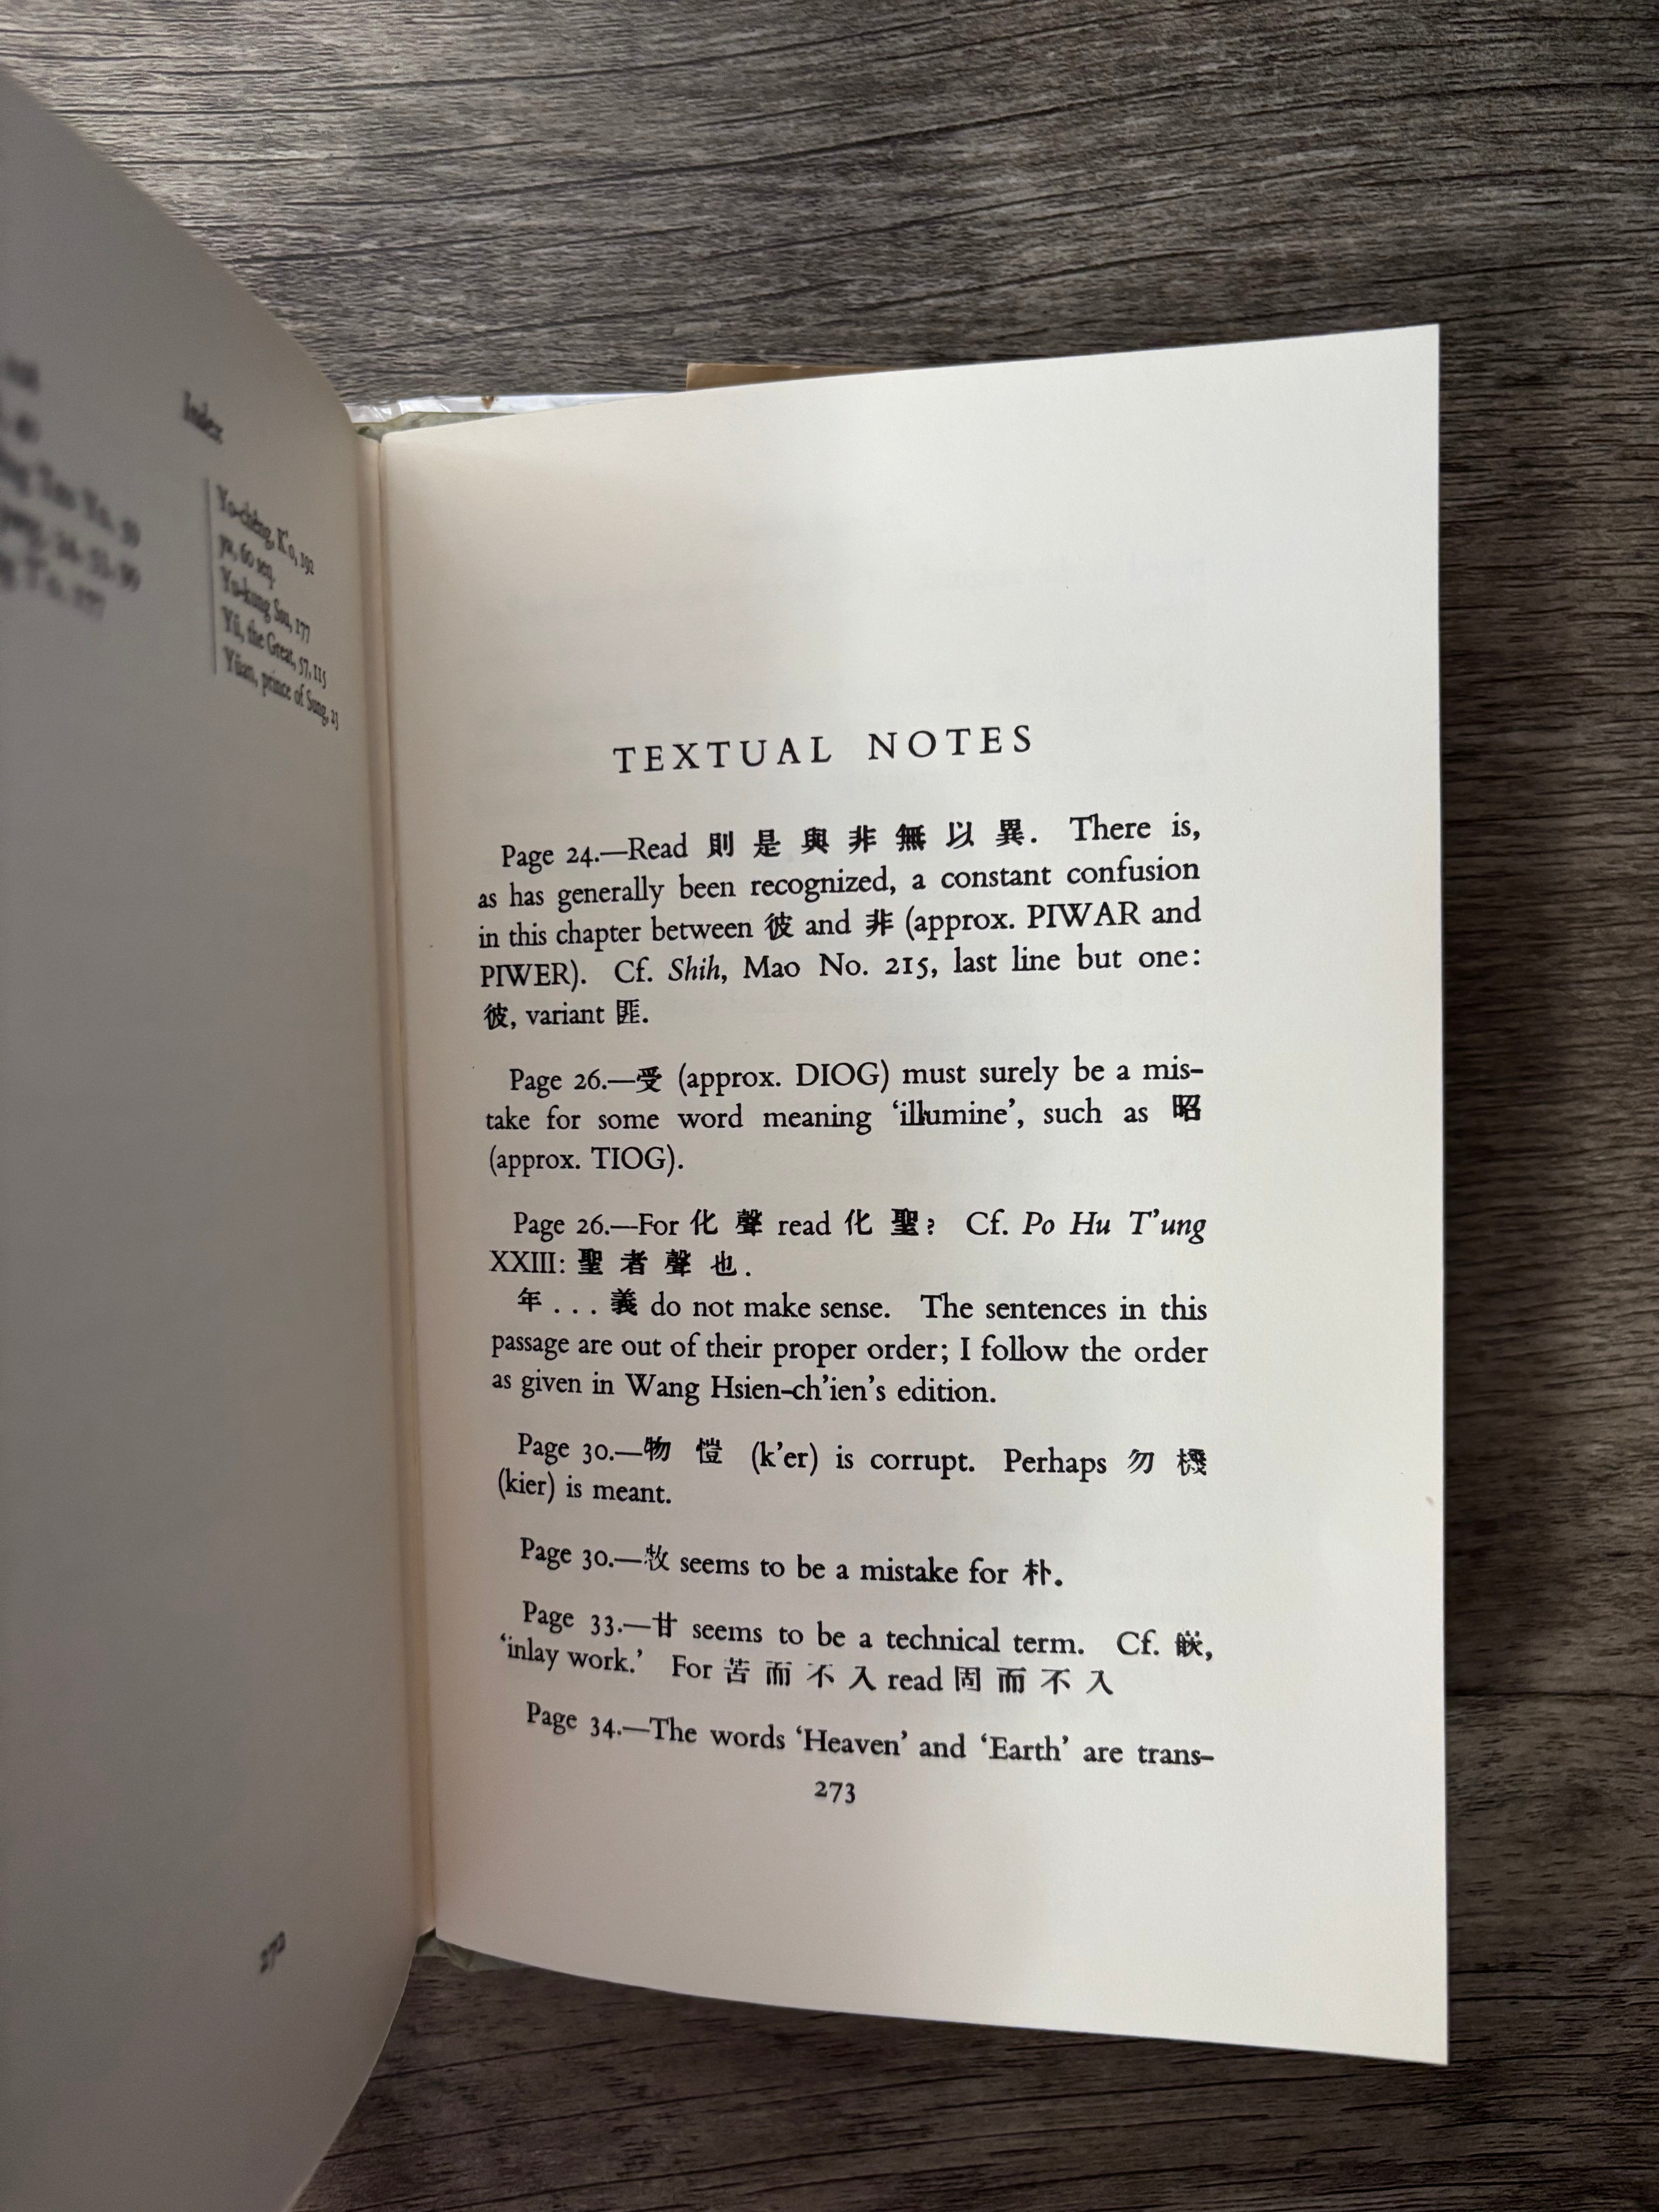 Index
Yo-chêng, K'o, 192
yu, 60 seq.
Yo-kung Ssu, 177
Yü, the Great, 57, 115
Yüan, prince of Sung, 23
272
TEXTUAL NOTES
Page 24.—Read 則 是 與 非 無 以 異. There is,
as has generally been recognized, a constant confusion
in this chapter between 彼 and 非 (approx. PIWAR and
PIWER). Cf. Shih, Mao No. 215, last line but one:
彼, variant 匪.
Page 26.—受 (approx. DIOG) must surely be a mis-
take for some word meaning ‘illumine’, such as 昭
(approx. TIOG).
Page 26.—For 化 聲 read 化 聖? Cf. Po Hu T’ung
XXIII: 聖 者 聲 也.
年 . . . 義 do not make sense. The sentences in this
passage are out of their proper order; I follow the order
as given in Wang Hsien-ch’ien’s edition.
Page 30.—物 愷 (k’er) is corrupt. Perhaps 勿 機
(kier) is meant.
Page 30.—牧 seems to be a mistake for 朴.
Page 33.—甘 seems to be a technical term. Cf. 嵌,
‘inlay work.’ For 苦 而 不 入 read 固 而 不 入
Page 34.—The words ‘Heaven’ and ‘Earth’ are trans-
273